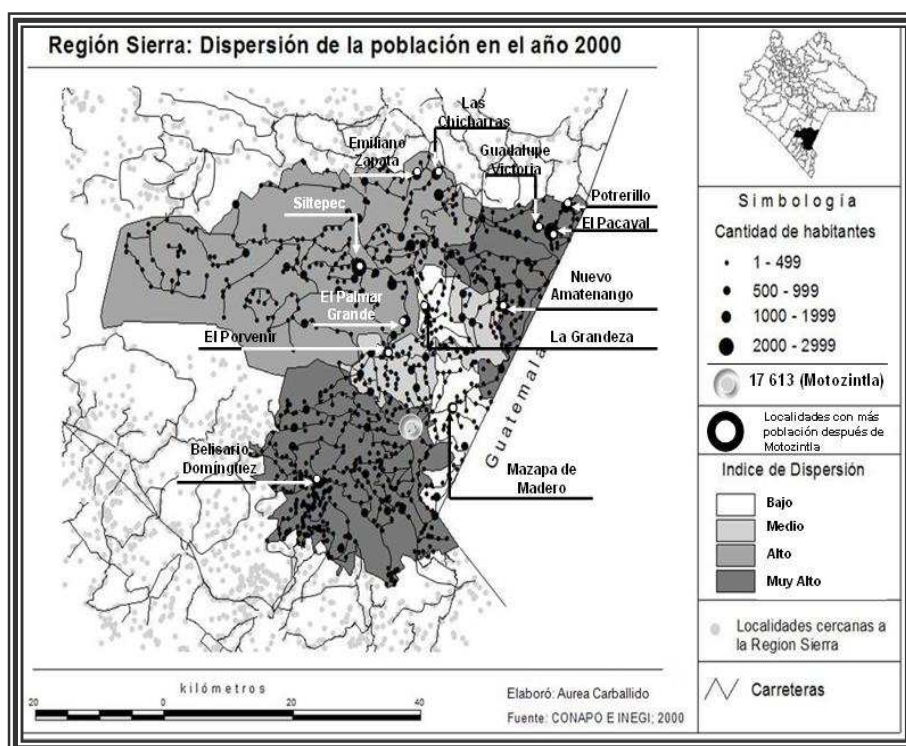 Región Sierra: Dispersión de la población en el año 2000
Las
Chicharras
Emiliano
Zapata
Guadalupe
Victoria
Siltepec
Potrerillo
El Pacayal
Nuevo
Amatenango
El Palmar
Grande
El Porvenir
La Grandeza
Guatemala
Belisario
Domingüez
Mazapa de
Madero
kilómetros
20 0 20 40
Elaboró: Aurea Carballido
Fuente: CONAPO E INEGI; 2000
Simbología
Cantidad de habitantes
1 - 499
500 - 999
1000 - 1999
2000 - 2999
17 613 (Motozintla)
Localidades con más
población después de
Motozintla
Indice de Dispersión
Bajo
Medio
Alto
Muy Alto
Localidades cercanas a
la Region Sierra
Carreteras